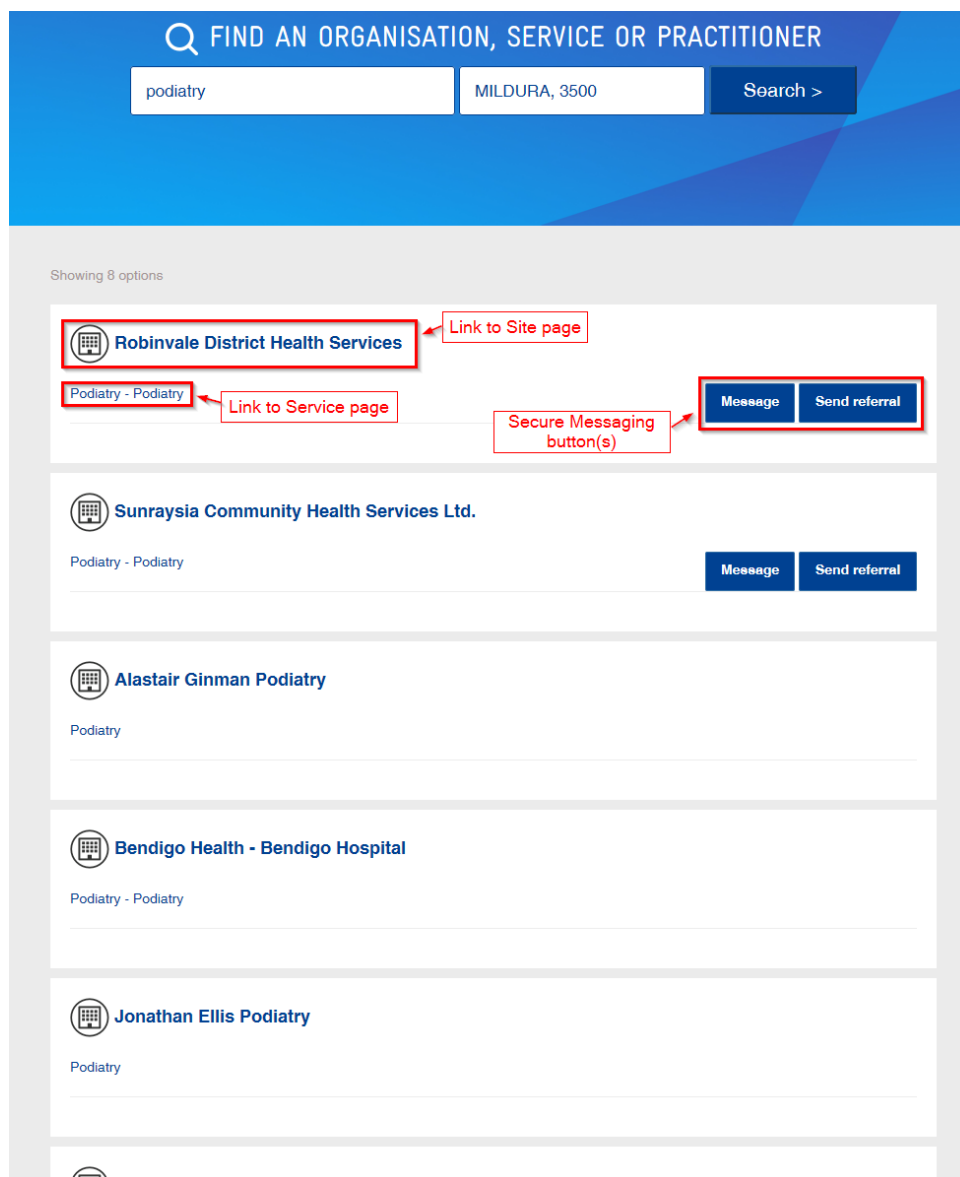 FIND AN ORGANISATION, SERVICE OR PRACTITIONER
podiatry
MILDURA, 3500
Search >
Showing 8 options
Robinvale District Health Services
Link to Site page
Podiatry - Podiatry
Link to Service page
Secure Messaging
button(s)
Message
Send referral
Sunraysia Community Health Services Ltd.
Podiatry - Podiatry
Message
Send referral
Alastair Ginman Podiatry
Podiatry
Bendigo Health - Bendigo Hospital
Podiatry - Podiatry
Jonathan Ellis Podiatry
Podiatry